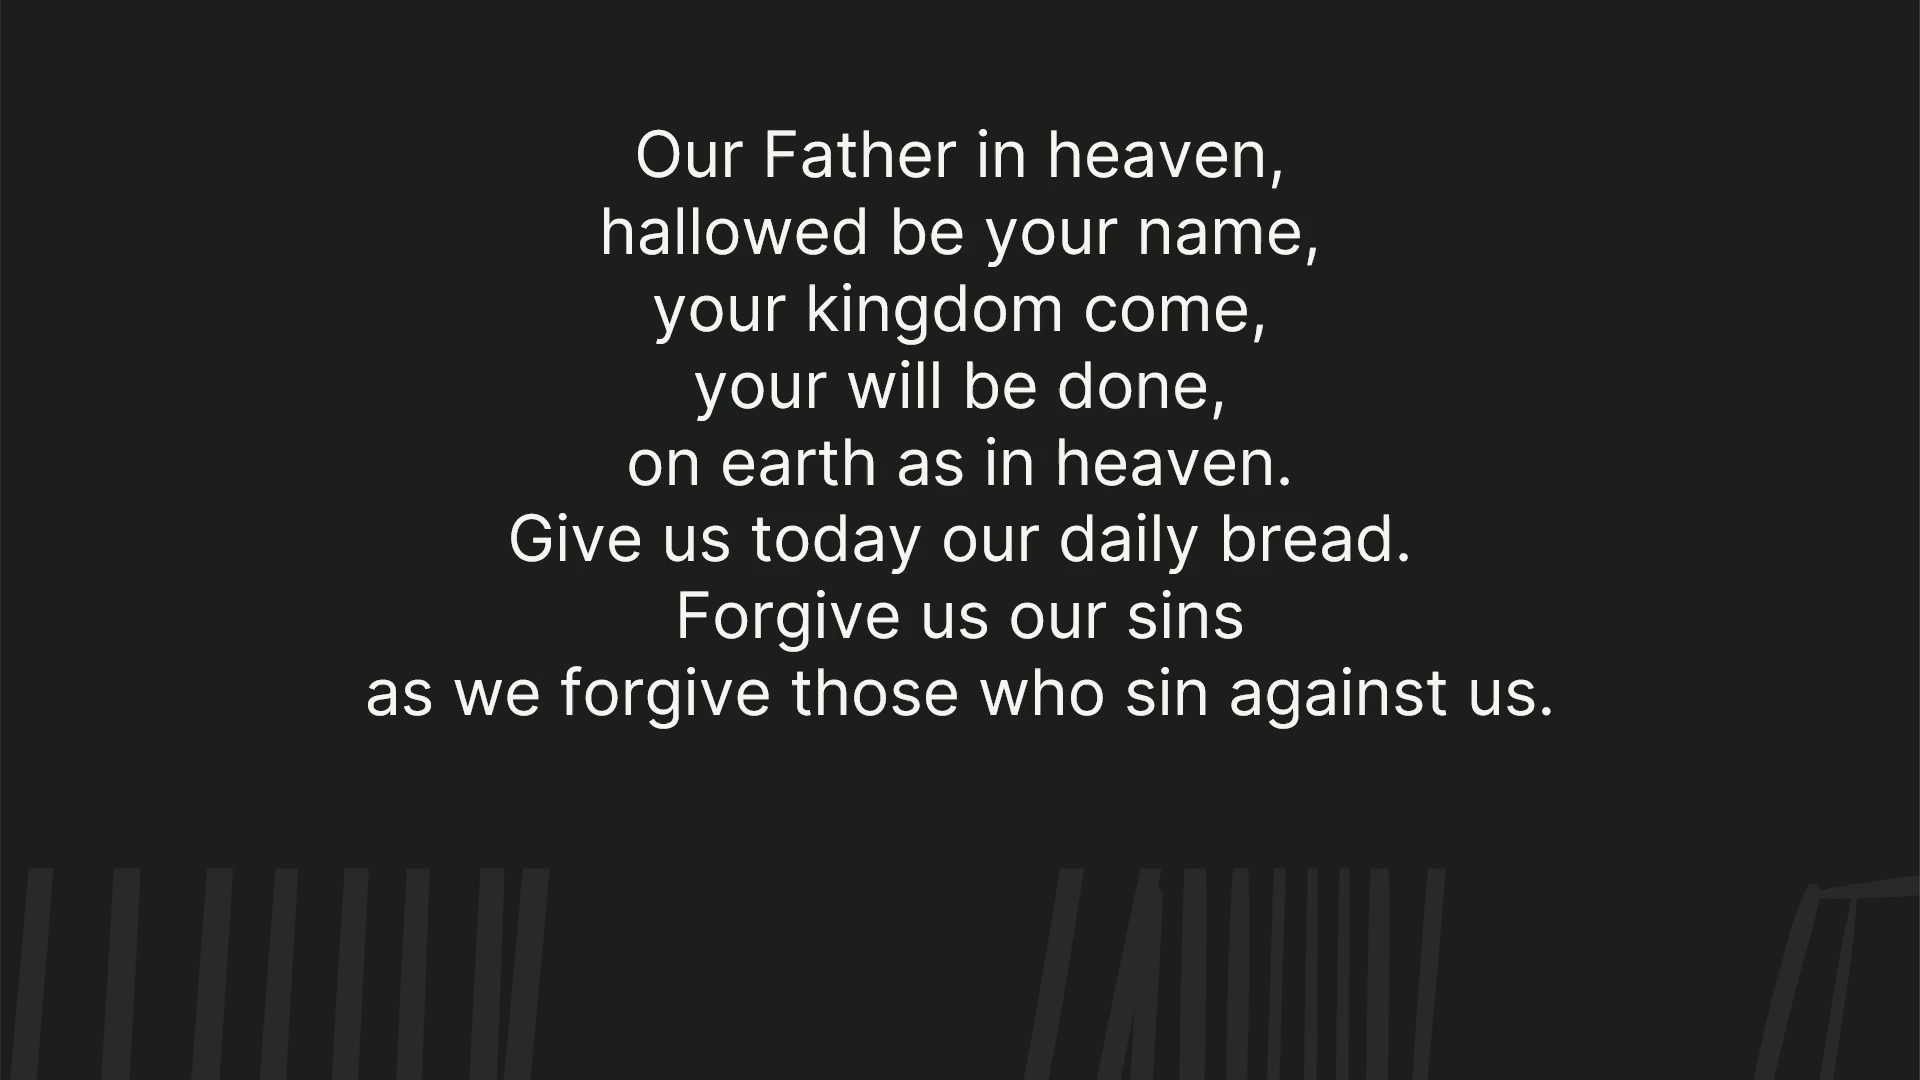 Our Father in heaven,
hallowed be your name,
your kingdom come,
your will be done,
on earth as in heaven.
Give us today our daily bread.
Forgive us our sins
as we forgive those who sin against us.